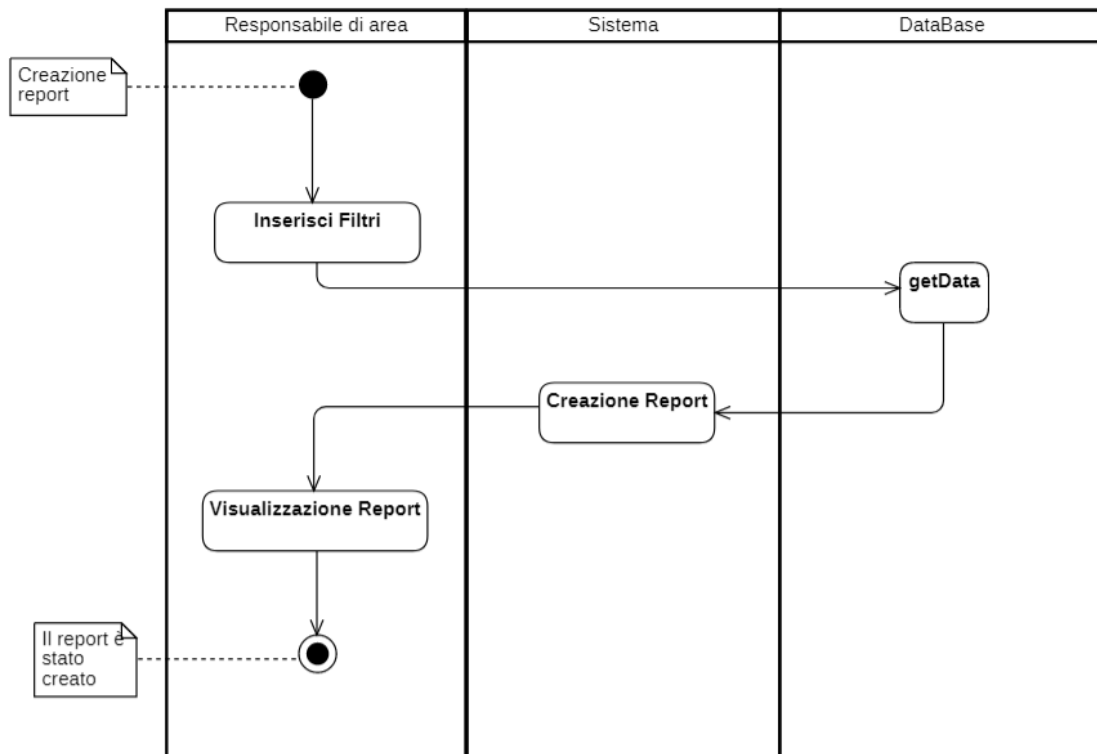 Responsabile di area
Sistema
DataBase
Creazione
report
Inserisci Filtri
getData
Creazione Report
Visualizzazione Report
Il report è
stato
creato